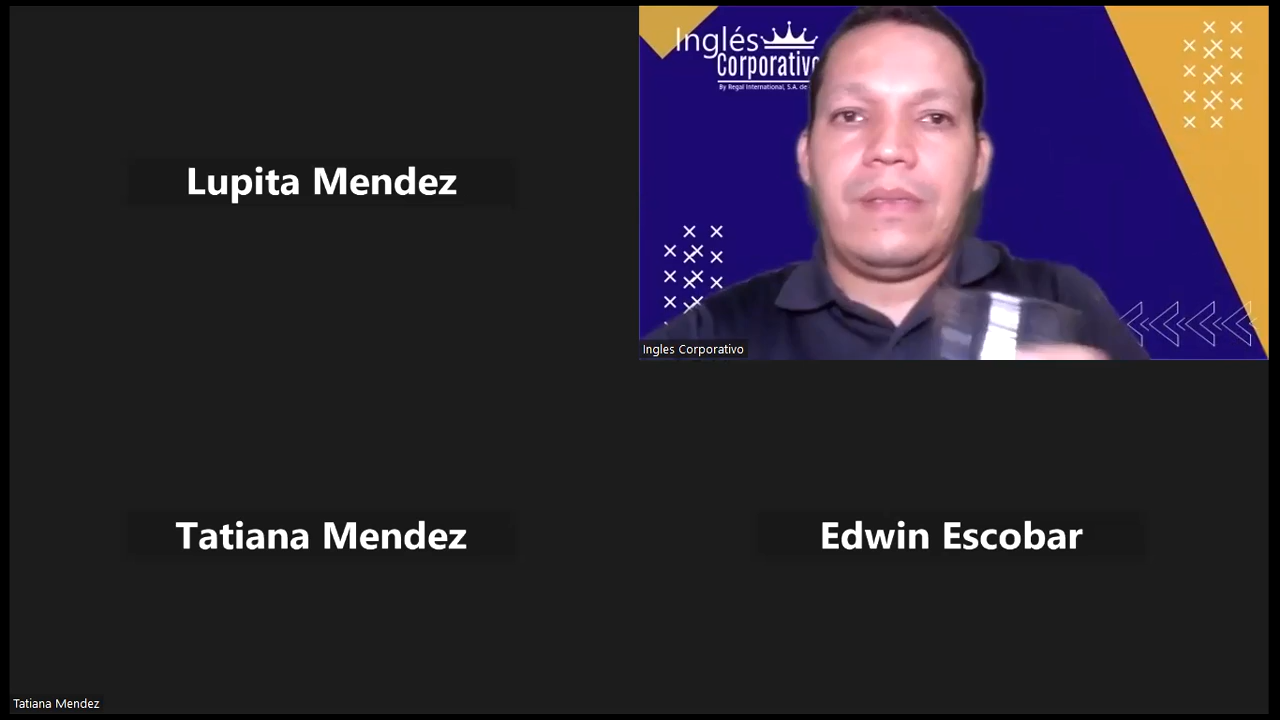 Lupita Mendez
Inglés
Corporativo
By Regal International, S.A. de
Ingles Corporativo
Tatiana Mendez
Edwin Escobar
Tatiana Mendez